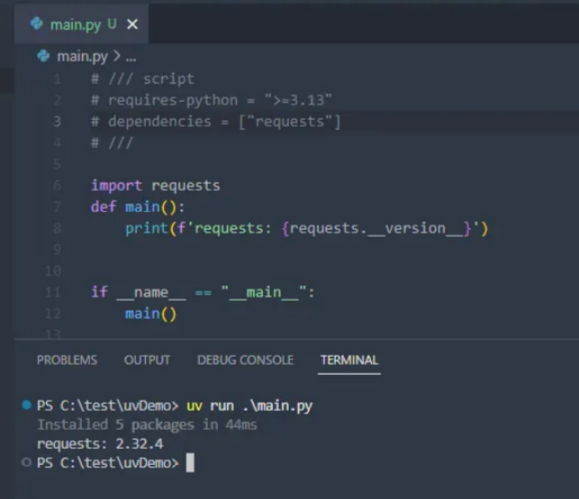 main.py U ×
main.py > ...
1 # /// script
2 # requires-python = ">=3.13"
3 # dependencies = ["requests"]
4 # ///
5
6 import requests
7 def main():
8     print(f'requests: {requests.__version__}')
9
10
11 if __name__ == "__main__":
12     main()
13
PROBLEMS OUTPUT DEBUG CONSOLE TERMINAL
PS C:\test\uvDemo> uv run .\main.py
Installed 5 packages in 44ms
requests: 2.32.4
PS C:\test\uvDemo>